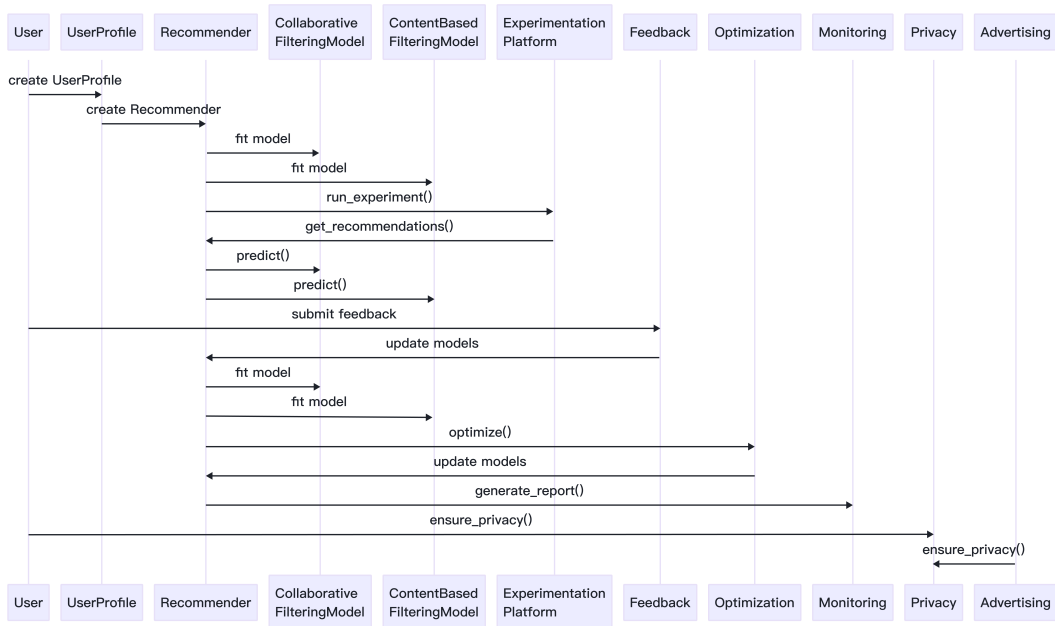 User
UserProfile
Recommender
Collaborative
FilteringModel
ContentBased
FilteringModel
Experimentation
Platform
Feedback
Optimization
Monitoring
Privacy
Advertising
create UserProfile
create Recommender
fit model
fit model
run_experiment()
get_recommendations()
predict()
predict()
submit feedback
update models
fit model
fit model
optimize()
update models
generate_report()
ensure_privacy()
ensure_privacy()
User
UserProfile
Recommender
Collaborative
FilteringModel
ContentBased
FilteringModel
Experimentation
Platform
Feedback
Optimization
Monitoring
Privacy
Advertising